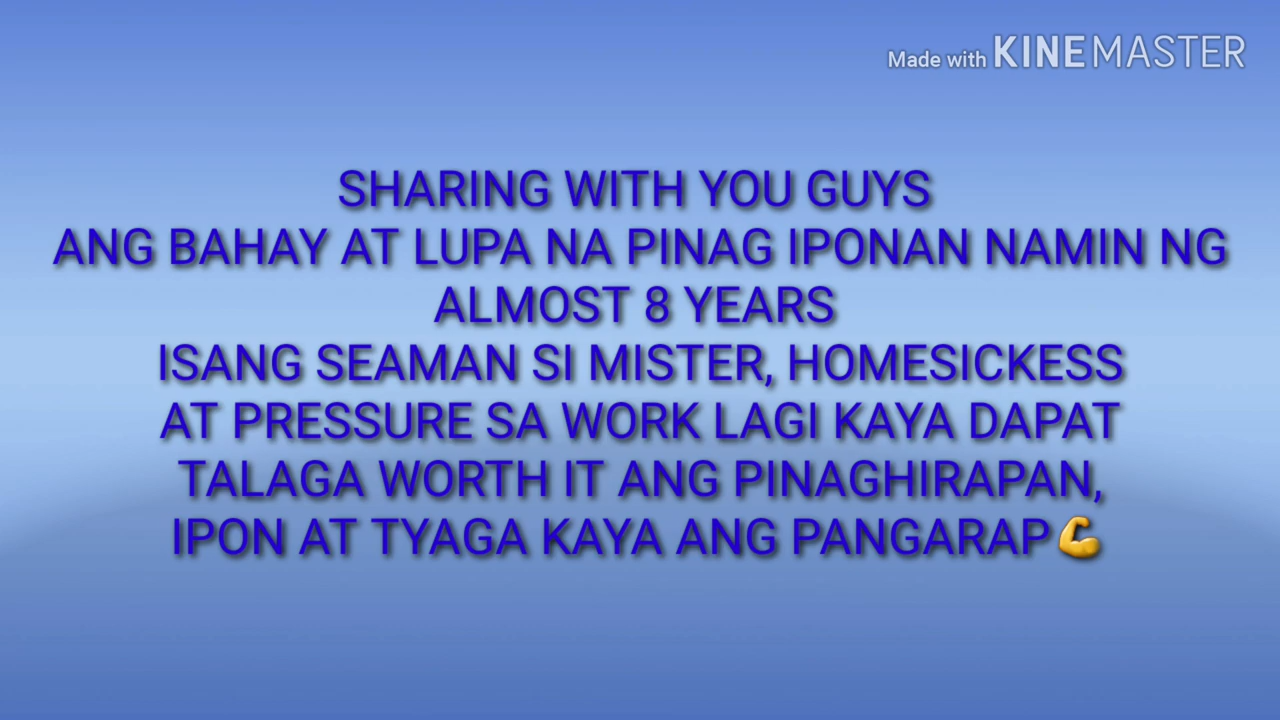 Made with KINEMASTER
SHARING WITH YOU GUYS
ANG BAHAY AT LUPA NA PINAG IPONAN NAMIN NG
ALMOST 8 YEARS
ISANG SEAMAN SI MISTER, HOMESICKESS
AT PRESSURE SA WORK LAGI KAYA DAPAT
TALAGA WORTH IT ANG PINAGHIRAPAN,
IPON AT TYAGA KAYA ANG PANGARAP💪